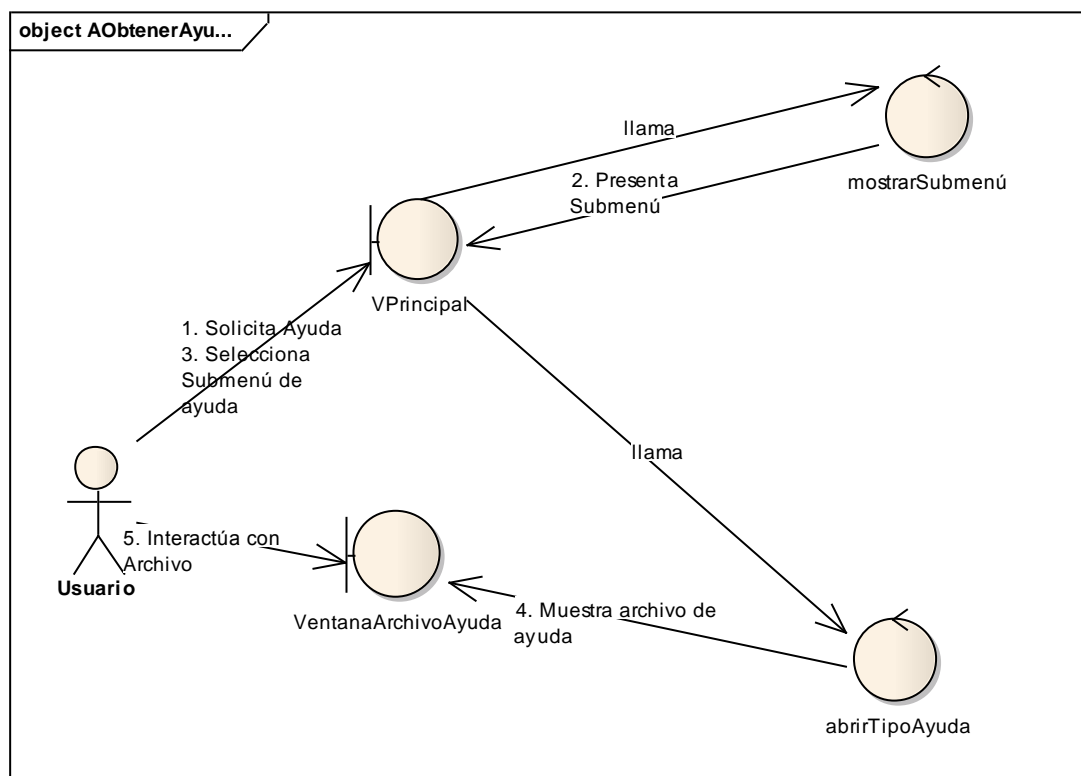 object AObtenerAyu...
llama
mostrarSubmenú
2. Presenta
Submenú
VPrincipal
1. Solicita Ayuda
3. Selecciona
Submenú de
ayuda
llama
5. Interactúa con
Archivo
Usuario
VentanaArchivoAyuda
4. Muestra archivo de
ayuda
abrirTipoAyuda